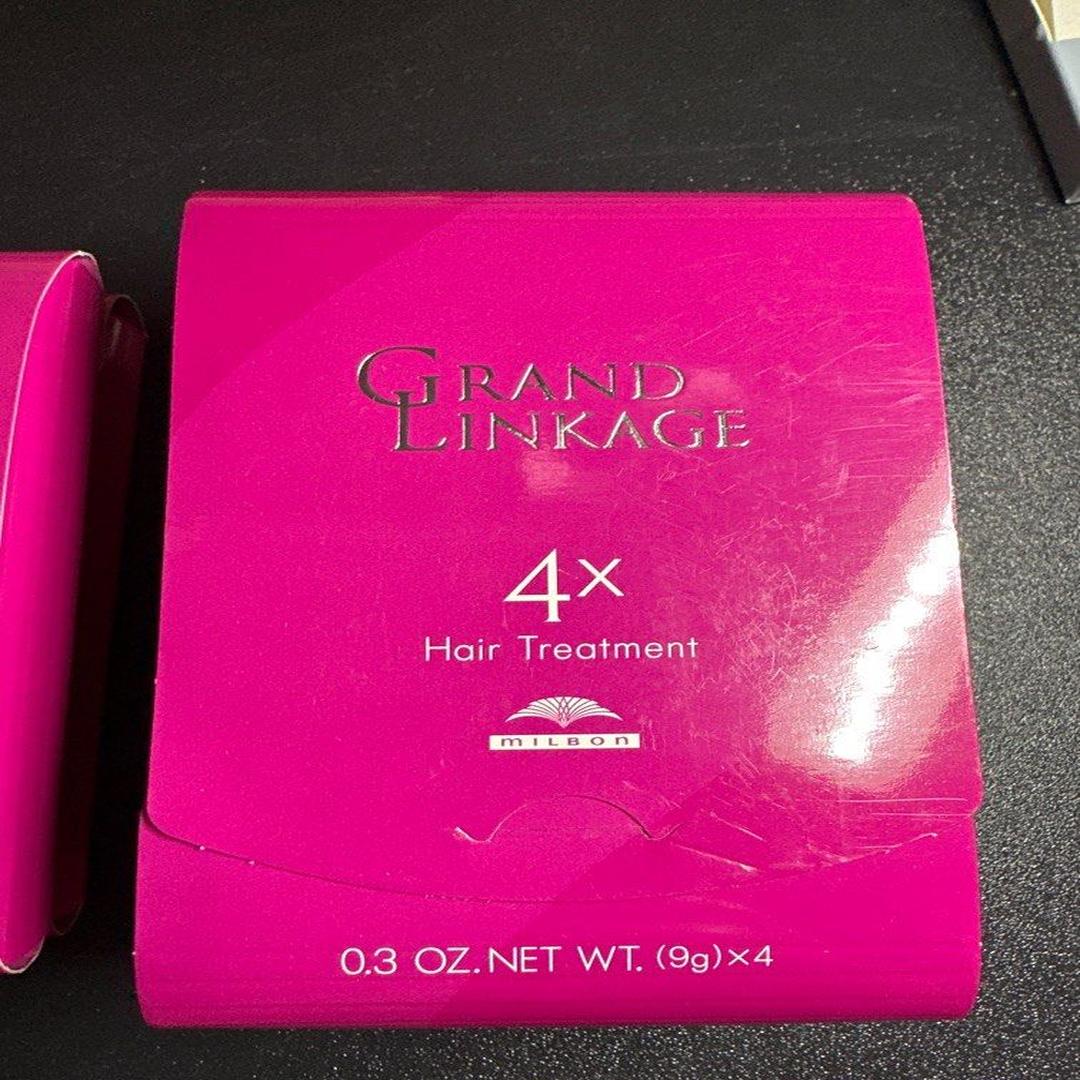 GRAND
LINKAGE
4×
Hair Treatment
MILBON
0.3 OZ. NET WT. (9g)×4